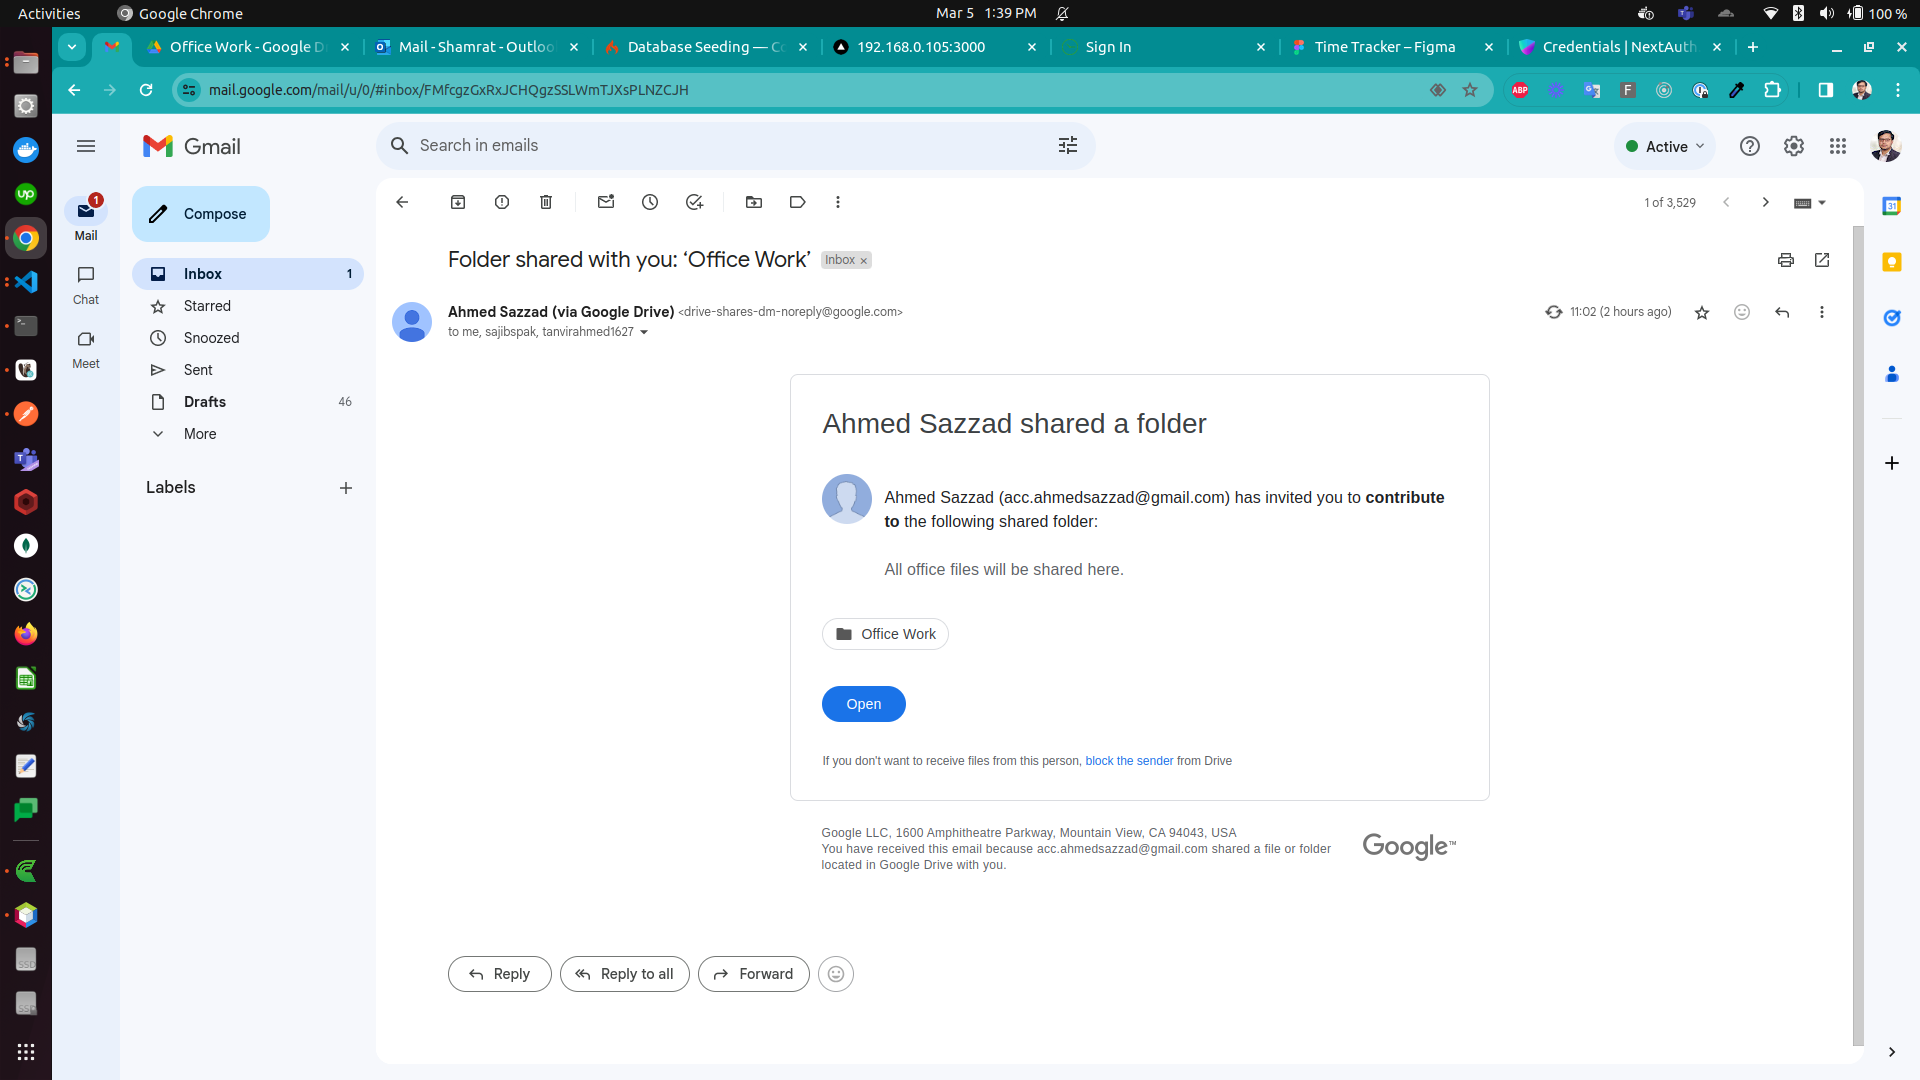 Activities
Google Chrome
Mar 5 1:39 PM
100 %
Office Work - Google D
Mail - Shamrat - Outloo
Database Seeding — Co
192.168.0.105:3000
Sign In
Time Tracker – Figma
Credentials | NextAuth
mail.google.com/mail/u/0/#inbox/FMfcgzGxRxJCHQgzSSLWmTJXsPLNZCJH
ABP
Gmail
Search in emails
Active
1
Mail
Chat
Meet
Compose
Inbox 1
Starred
Snoozed
Sent
Drafts 46
More
Labels
1 of 3,529
31
Folder shared with you: ‘Office Work’
Inbox
Ahmed Sazzad (via Google Drive) <drive-shares-dm-noreply@google.com>
11:02 (2 hours ago)
to me, sajibspak, tanvirahmed1627
Ahmed Sazzad shared a folder
Ahmed Sazzad (acc.ahmedsazzad@gmail.com) has invited you to contribute
to the following shared folder:
All office files will be shared here.
Office Work
Open
If you don't want to receive files from this person, block the sender from Drive
Google LLC, 1600 Amphitheatre Parkway, Mountain View, CA 94043, USA
You have received this email because acc.ahmedsazzad@gmail.com shared a file or folder
located in Google Drive with you.
Google™
Reply
Reply to all
Forward
up
SSD
SSD